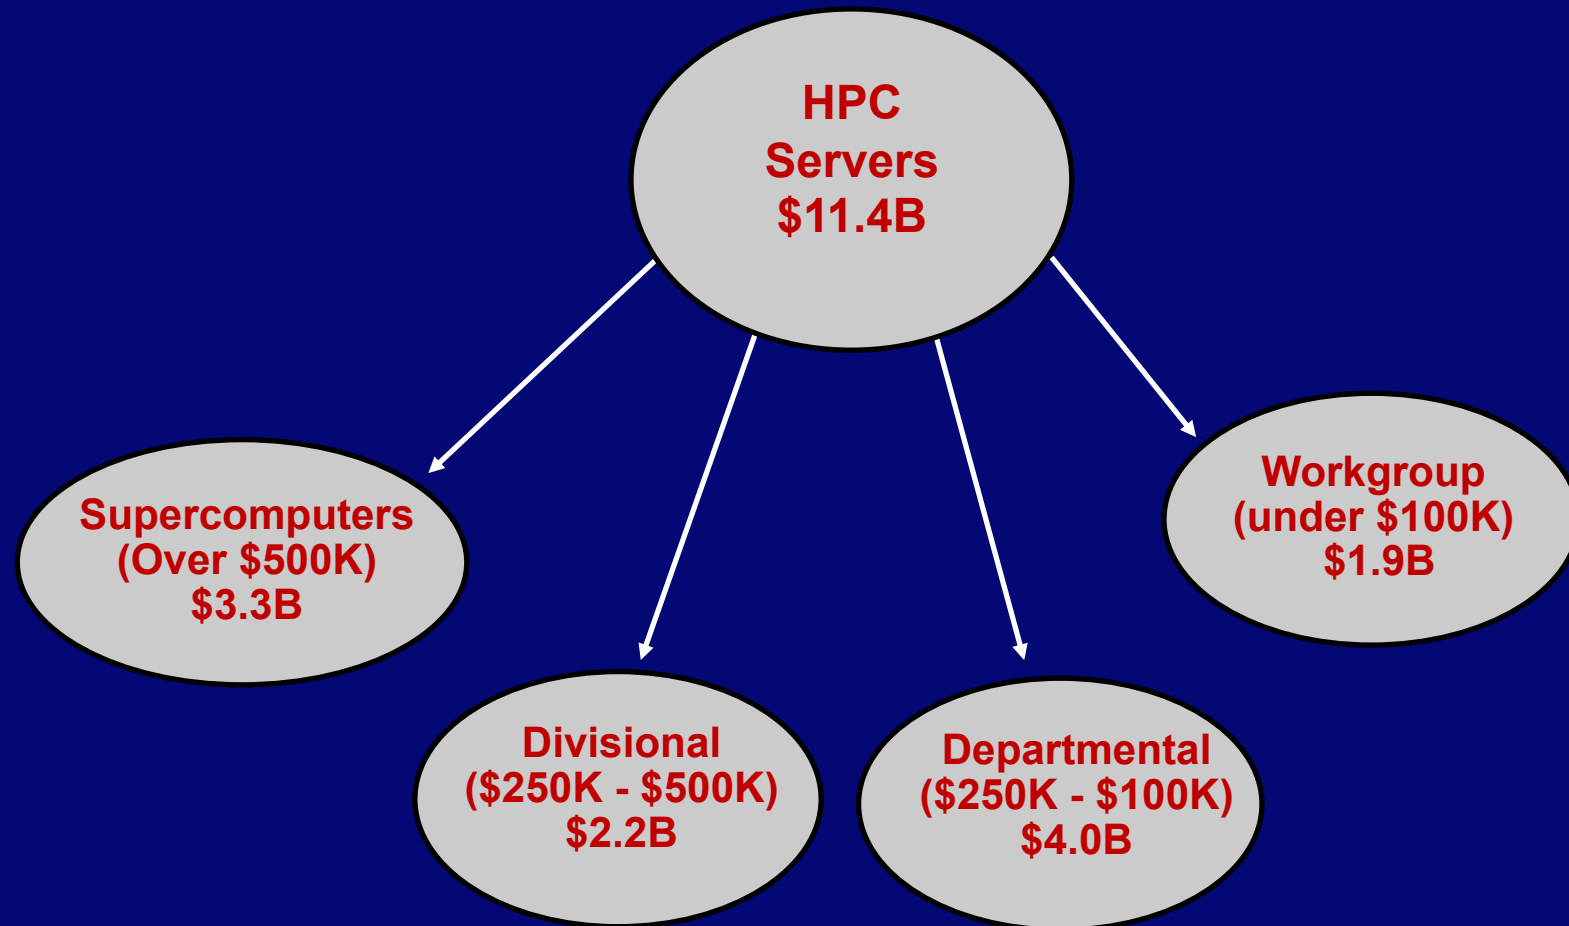 HPC
Servers
$11.4B
Supercomputers
(Over $500K)
$3.3B
Divisional
($250K - $500K)
$2.2B
Departmental
($250K - $100K)
$4.0B
Workgroup
(under $100K)
$1.9B